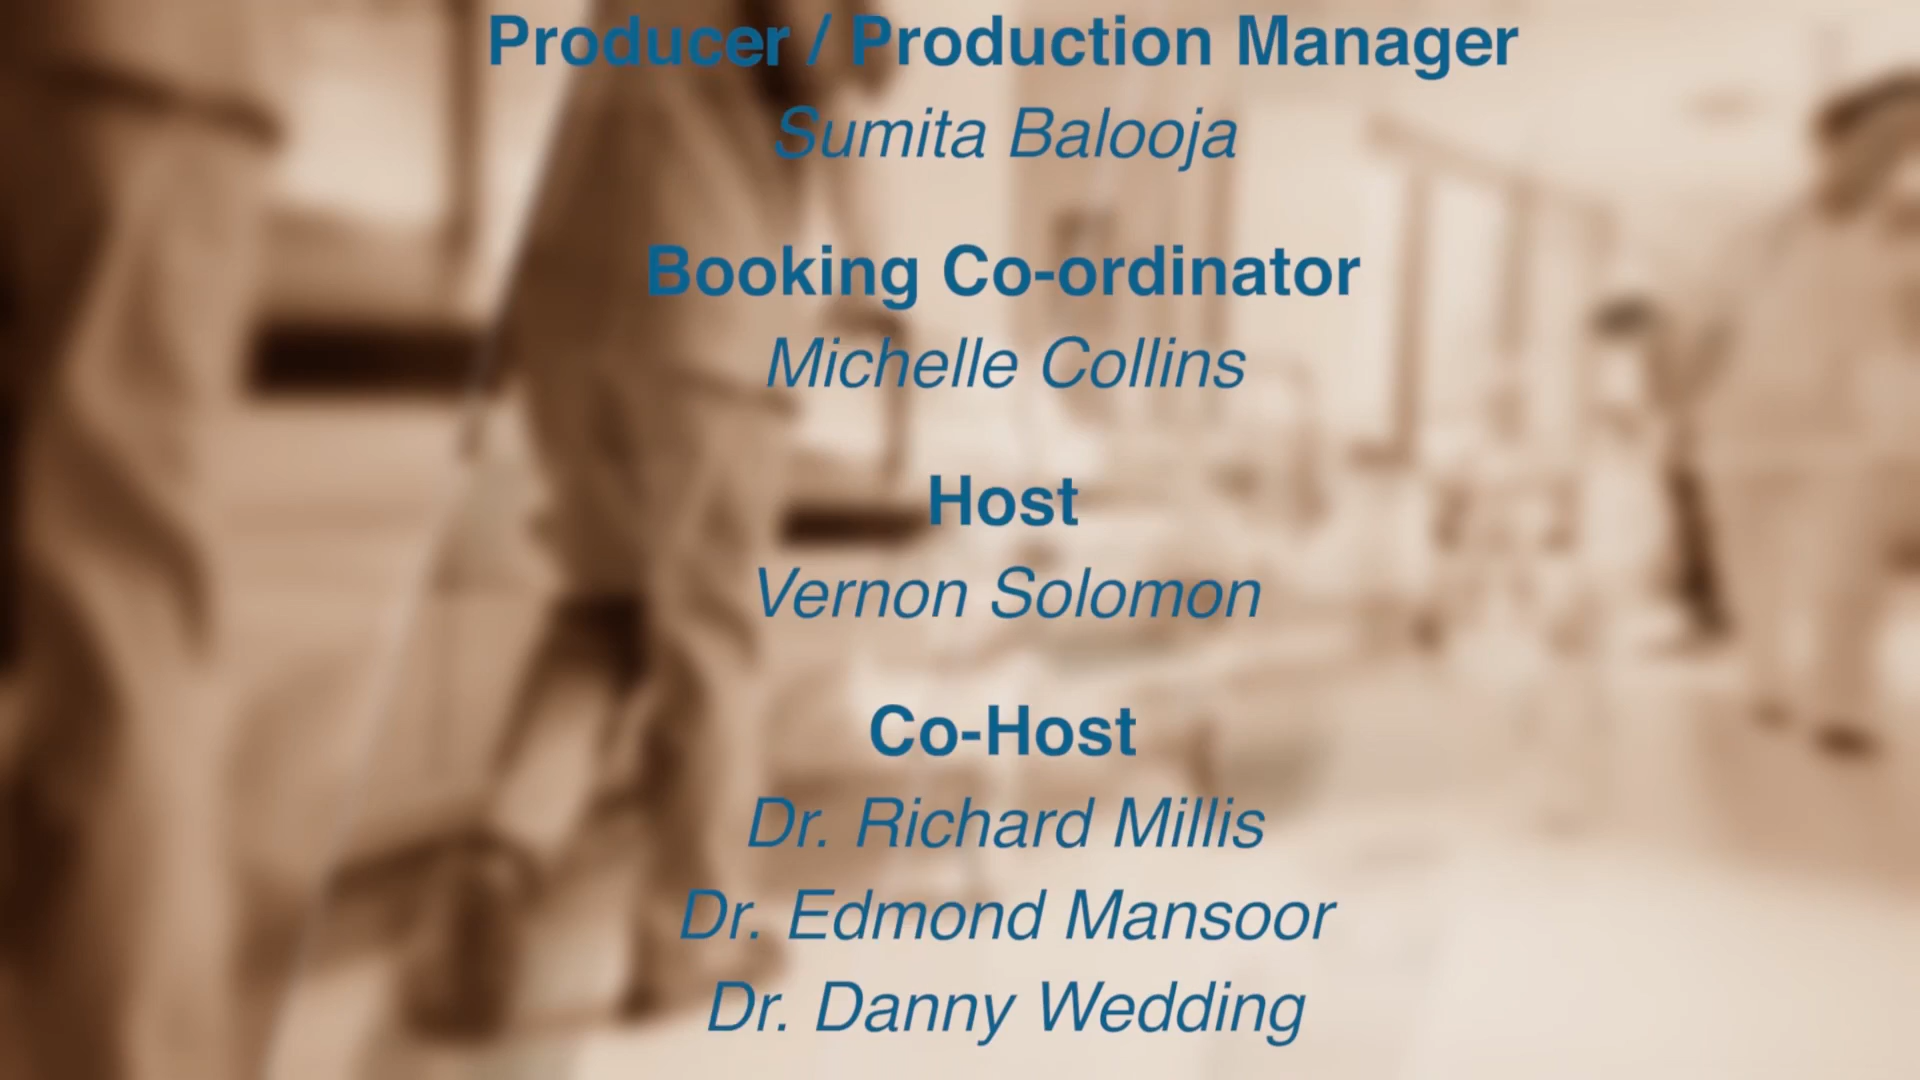 Producer / Production Manager
Sumita Balooja
Booking Co-ordinator
Michelle Collins
Host
Vernon Solomon
Co-Host
Dr. Richard Millis
Dr. Edmond Mansoor
Dr. Danny Wedding